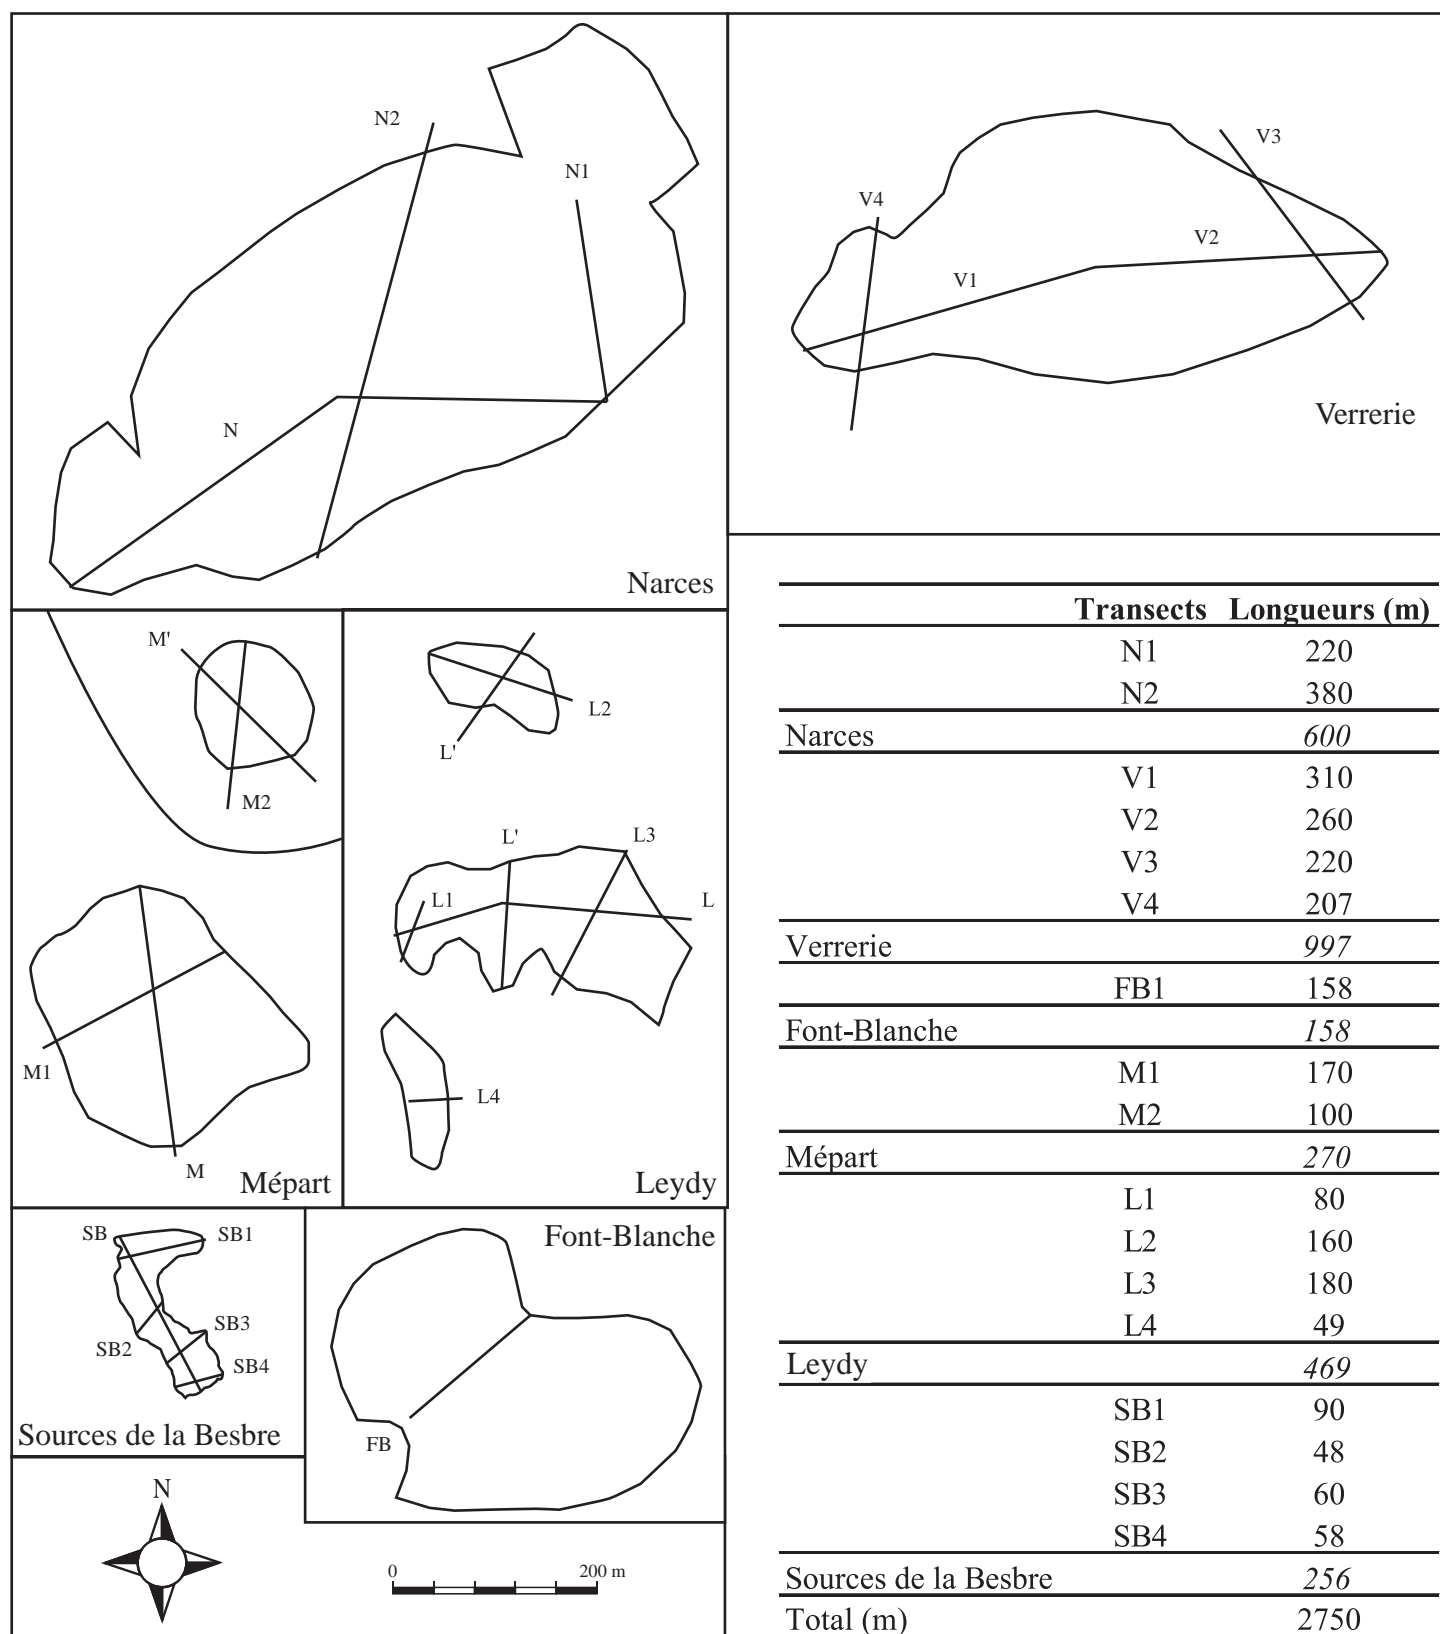 N2
N1
N
Narces
V3
V4
V2
V1
Verrerie
M'
M2
M1
M
Mépart
L2
L'
L'
L3
L1
L
L4
Leydy
SB
SB1
SB3
SB2
SB4
Sources de la Besbre
Font-Blanche
FB
N
0 200 m
Transects Longueurs (m)
N1 220
N2 380
Narces 600
V1 310
V2 260
V3 220
V4 207
Verrerie 997
FB1 158
Font-Blanche 158
M1 170
M2 100
Mépart 270
L1 80
L2 160
L3 180
L4 49
Leydy 469
SB1 90
SB2 48
SB3 60
SB4 58
Sources de la Besbre 256
Total (m) 2750